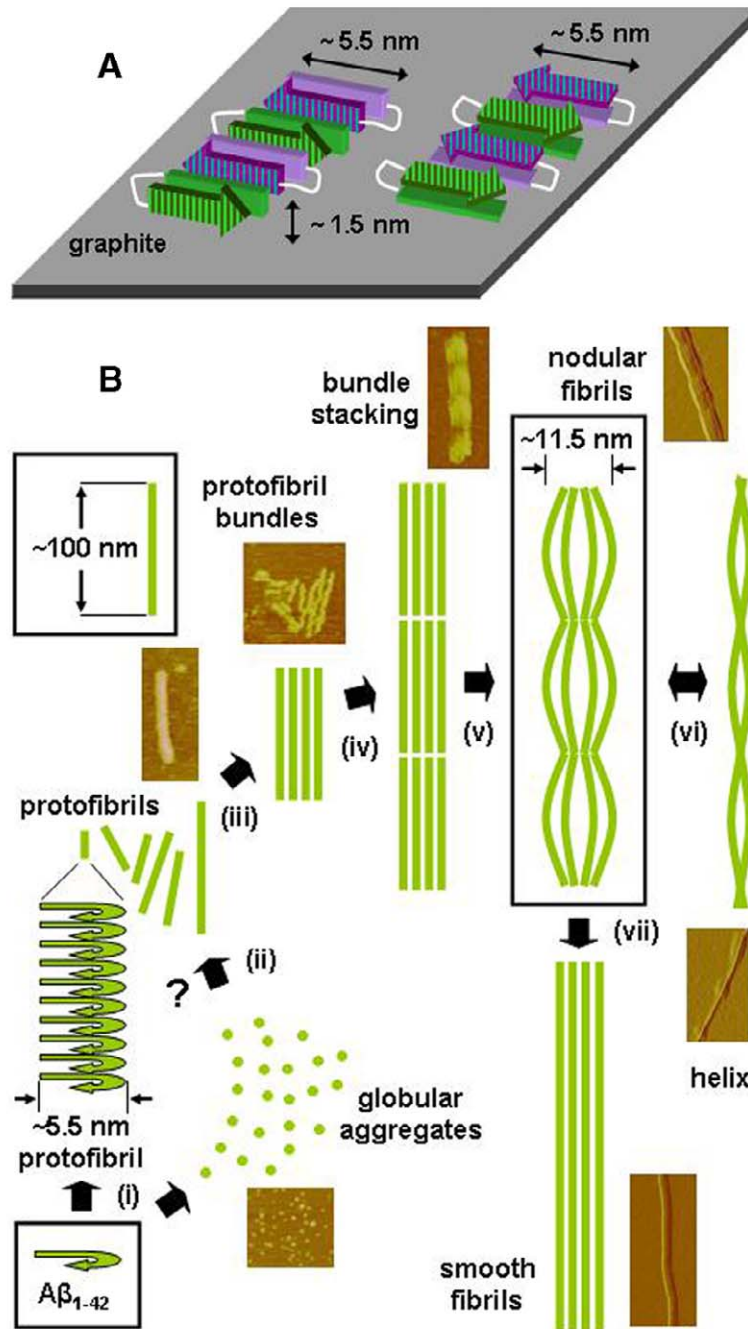 A
~ 5.5 nm
~ 5.5 nm
~ 1.5 nm
graphite
B
bundle
stacking
nodular
fibrils
~11.5 nm
protofibril
bundles
~100 nm
(iv)
(v)
(vi)
protofibrils
(iii)
(vii)
?
(ii)
~5.5 nm
protofibril
globular
aggregates
helix
(i)
Aβ1-42
smooth
fibrils